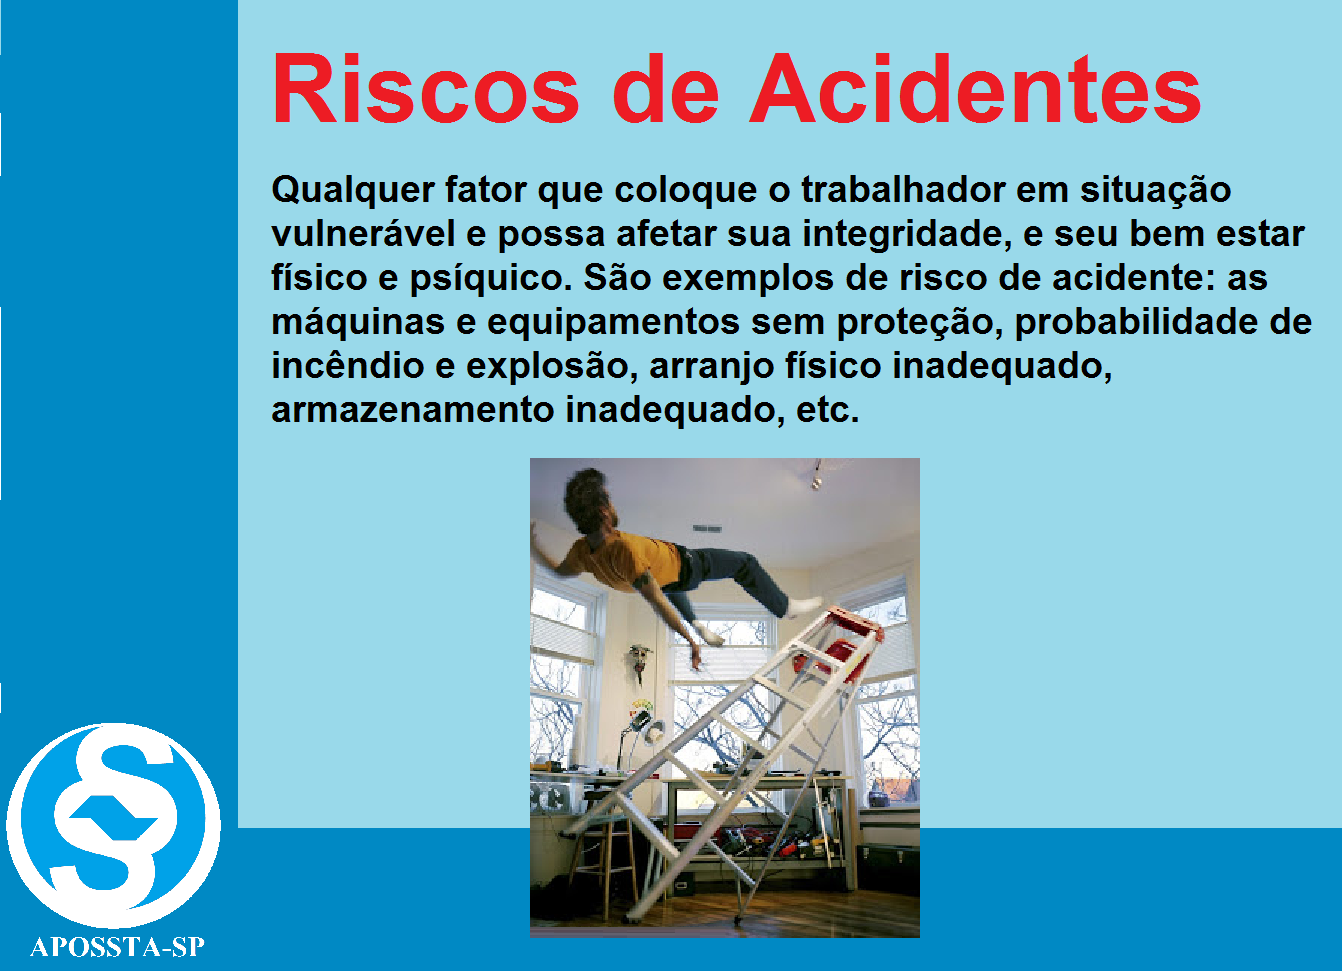 Riscos de Acidentes
Qualquer fator que coloque o trabalhador em situação
vulnerável e possa afetar sua integridade, e seu bem estar
físico e psíquico. São exemplos de risco de acidente: as
máquinas e equipamentos sem proteção, probabilidade de
incêndio e explosão, arranjo físico inadequado,
armazenamento inadequado, etc.
APOSSTA-SP